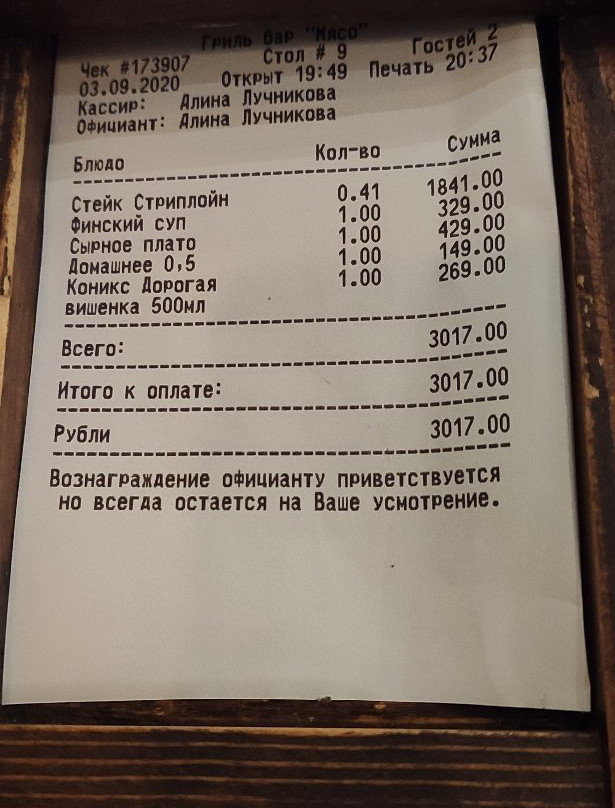 Гриль бар "Мясо"
Чек #173907 Стол # 9 Гостей 2
03.09.2020 Открыт 19:49 Печать 20:37
Кассир: Алина Лучникова
Официант: Алина Лучникова
Блюдо Кол-во Сумма
Стейк Стриплойн 0.41 1841.00
Финский суп 1.00 329.00
Сырное плато 1.00 429.00
Домашнее 0,5 1.00 149.00
Коникс Дорогая 1.00 269.00
вишенка 500мл
Всего: 3017.00
Итого к оплате: 3017.00
Рубли 3017.00
Вознаграждение официанту приветствуется
но всегда остается на Ваше усмотрение.